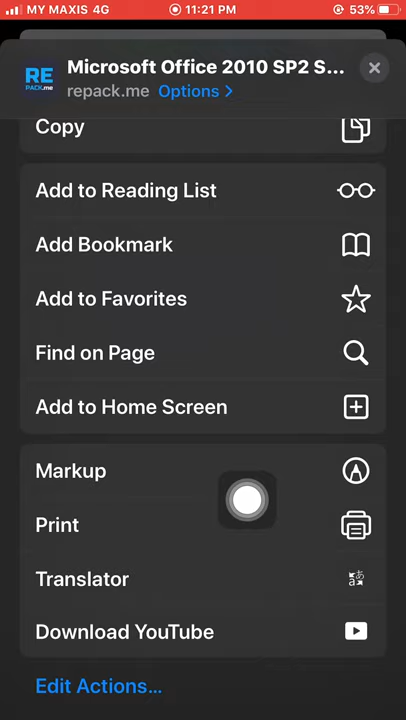 MY MAXIS 4G 11:21 PM 53%
RE
PACK.me
Microsoft Office 2010 SP2 S...
repack.me Options >
Copy
Add to Reading List
Add Bookmark
Add to Favorites
Find on Page
Add to Home Screen
Markup
Print
Translator
Download YouTube
Edit Actions...